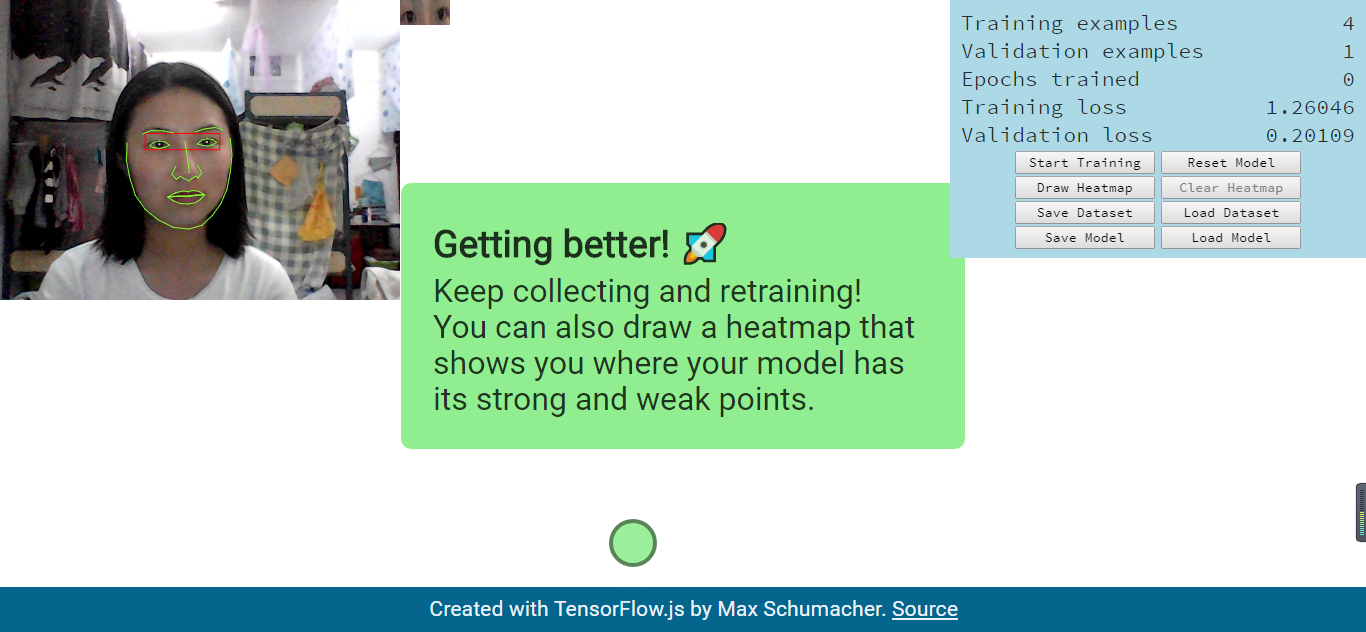 Training examples 4
Validation examples 1
Epochs trained 0
Training loss 1.26046
Validation loss 0.20109
Start Training Reset Model
Draw Heatmap Clear Heatmap
Save Dataset Load Dataset
Save Model Load Model
Getting better! 🚀
Keep collecting and retraining!
You can also draw a heatmap that
shows you where your model has
its strong and weak points.
Created with TensorFlow.js by Max Schumacher. Source